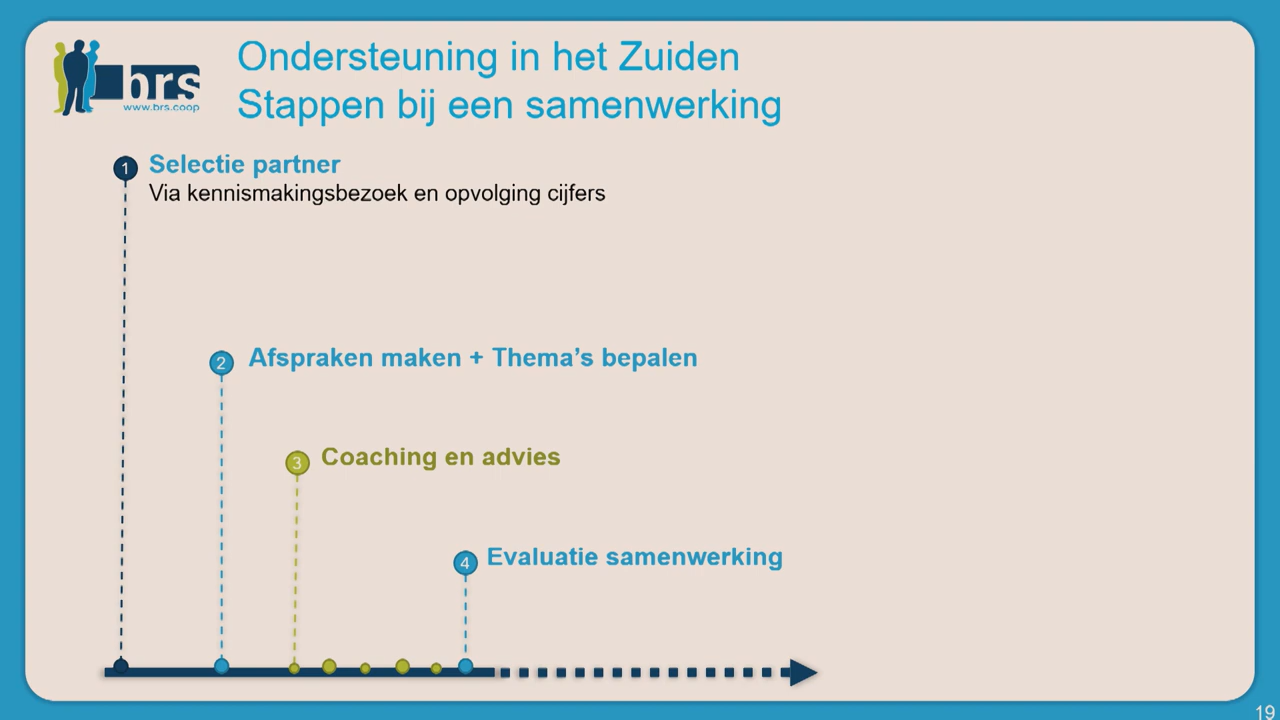 brs
www.brs.coop
Ondersteuning in het Zuiden
Stappen bij een samenwerking
1 Selectie partner
Via kennismakingsbezoek en opvolging cijfers
2 Afspraken maken + Thema’s bepalen
3 Coaching en advies
4 Evaluatie samenwerking
19